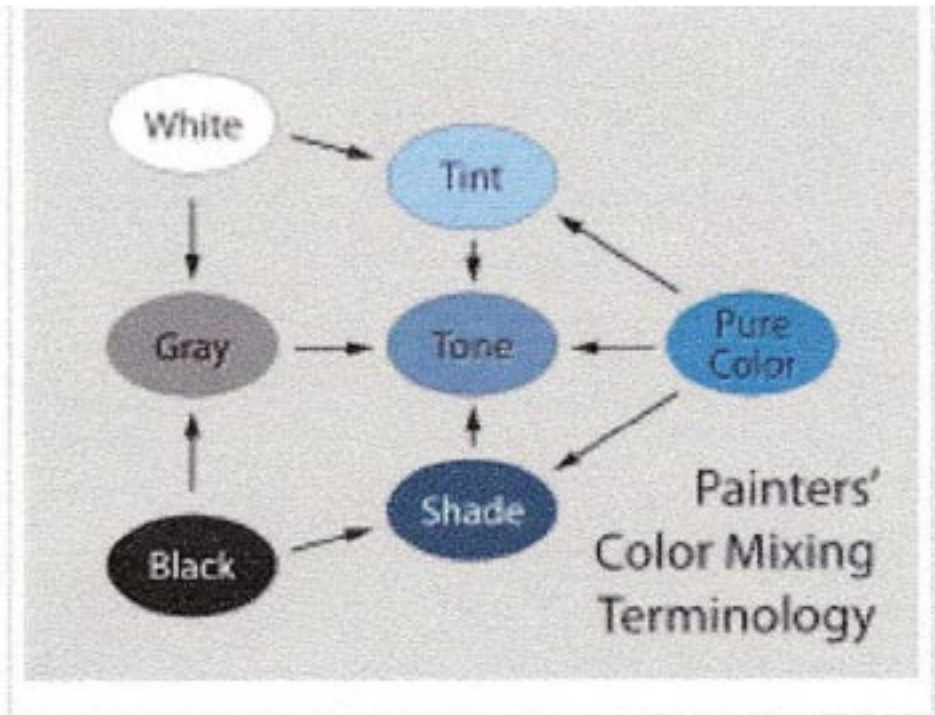 White
Tint
Gray
Tone
Pure
Color
Black
Shade
Painters'
Color Mixing
Terminology